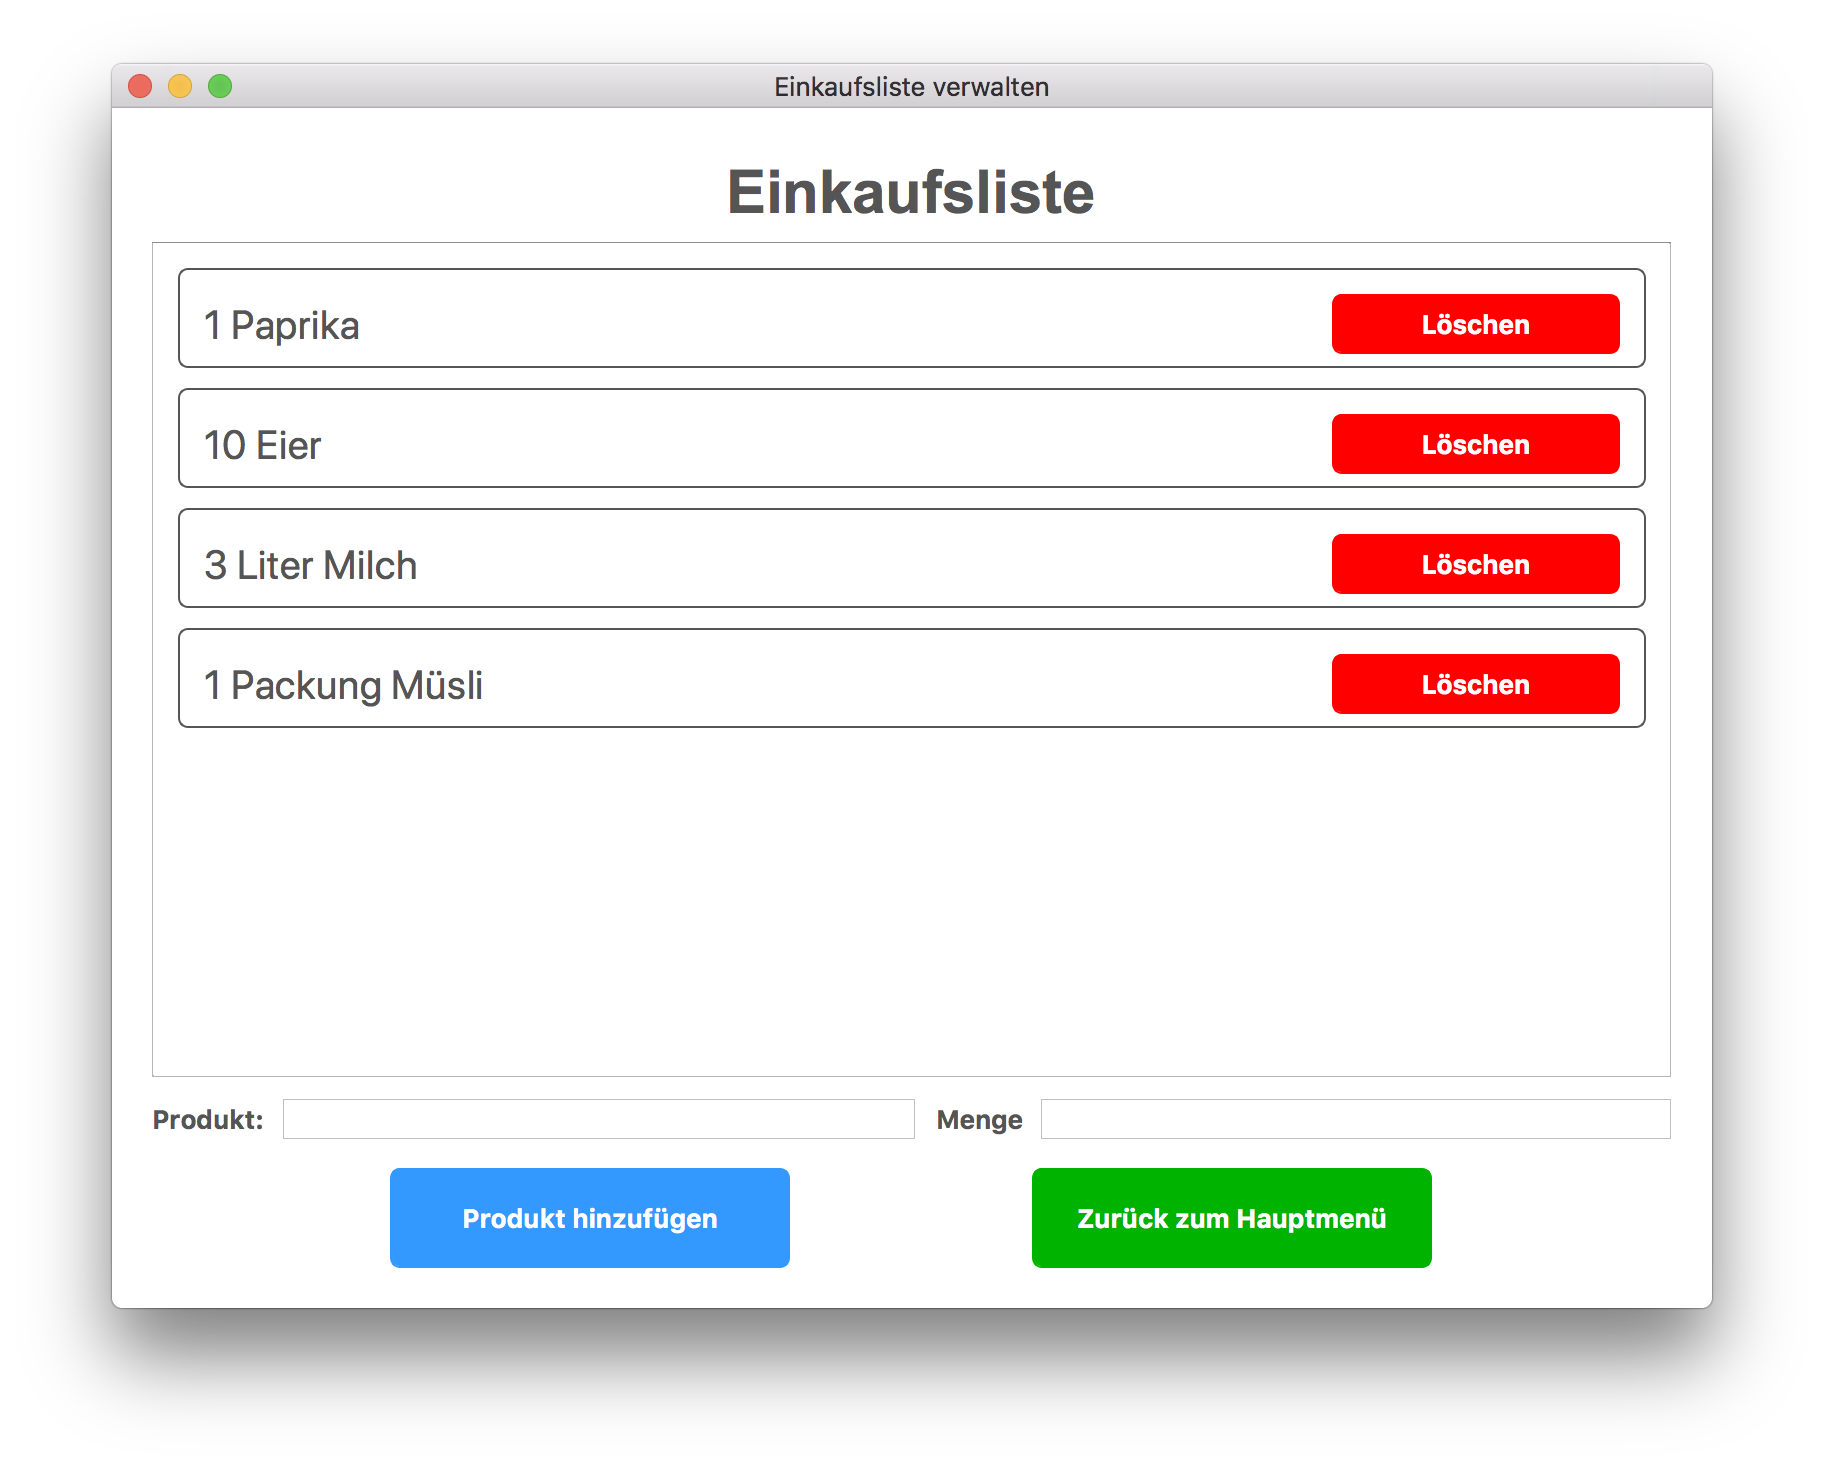 Einkaufsliste verwalten
Einkaufsliste
1 Paprika Löschen
10 Eier Löschen
3 Liter Milch Löschen
1 Packung Müsli Löschen
Produkt: Menge
Produkt hinzufügen Zurück zum Hauptmenü